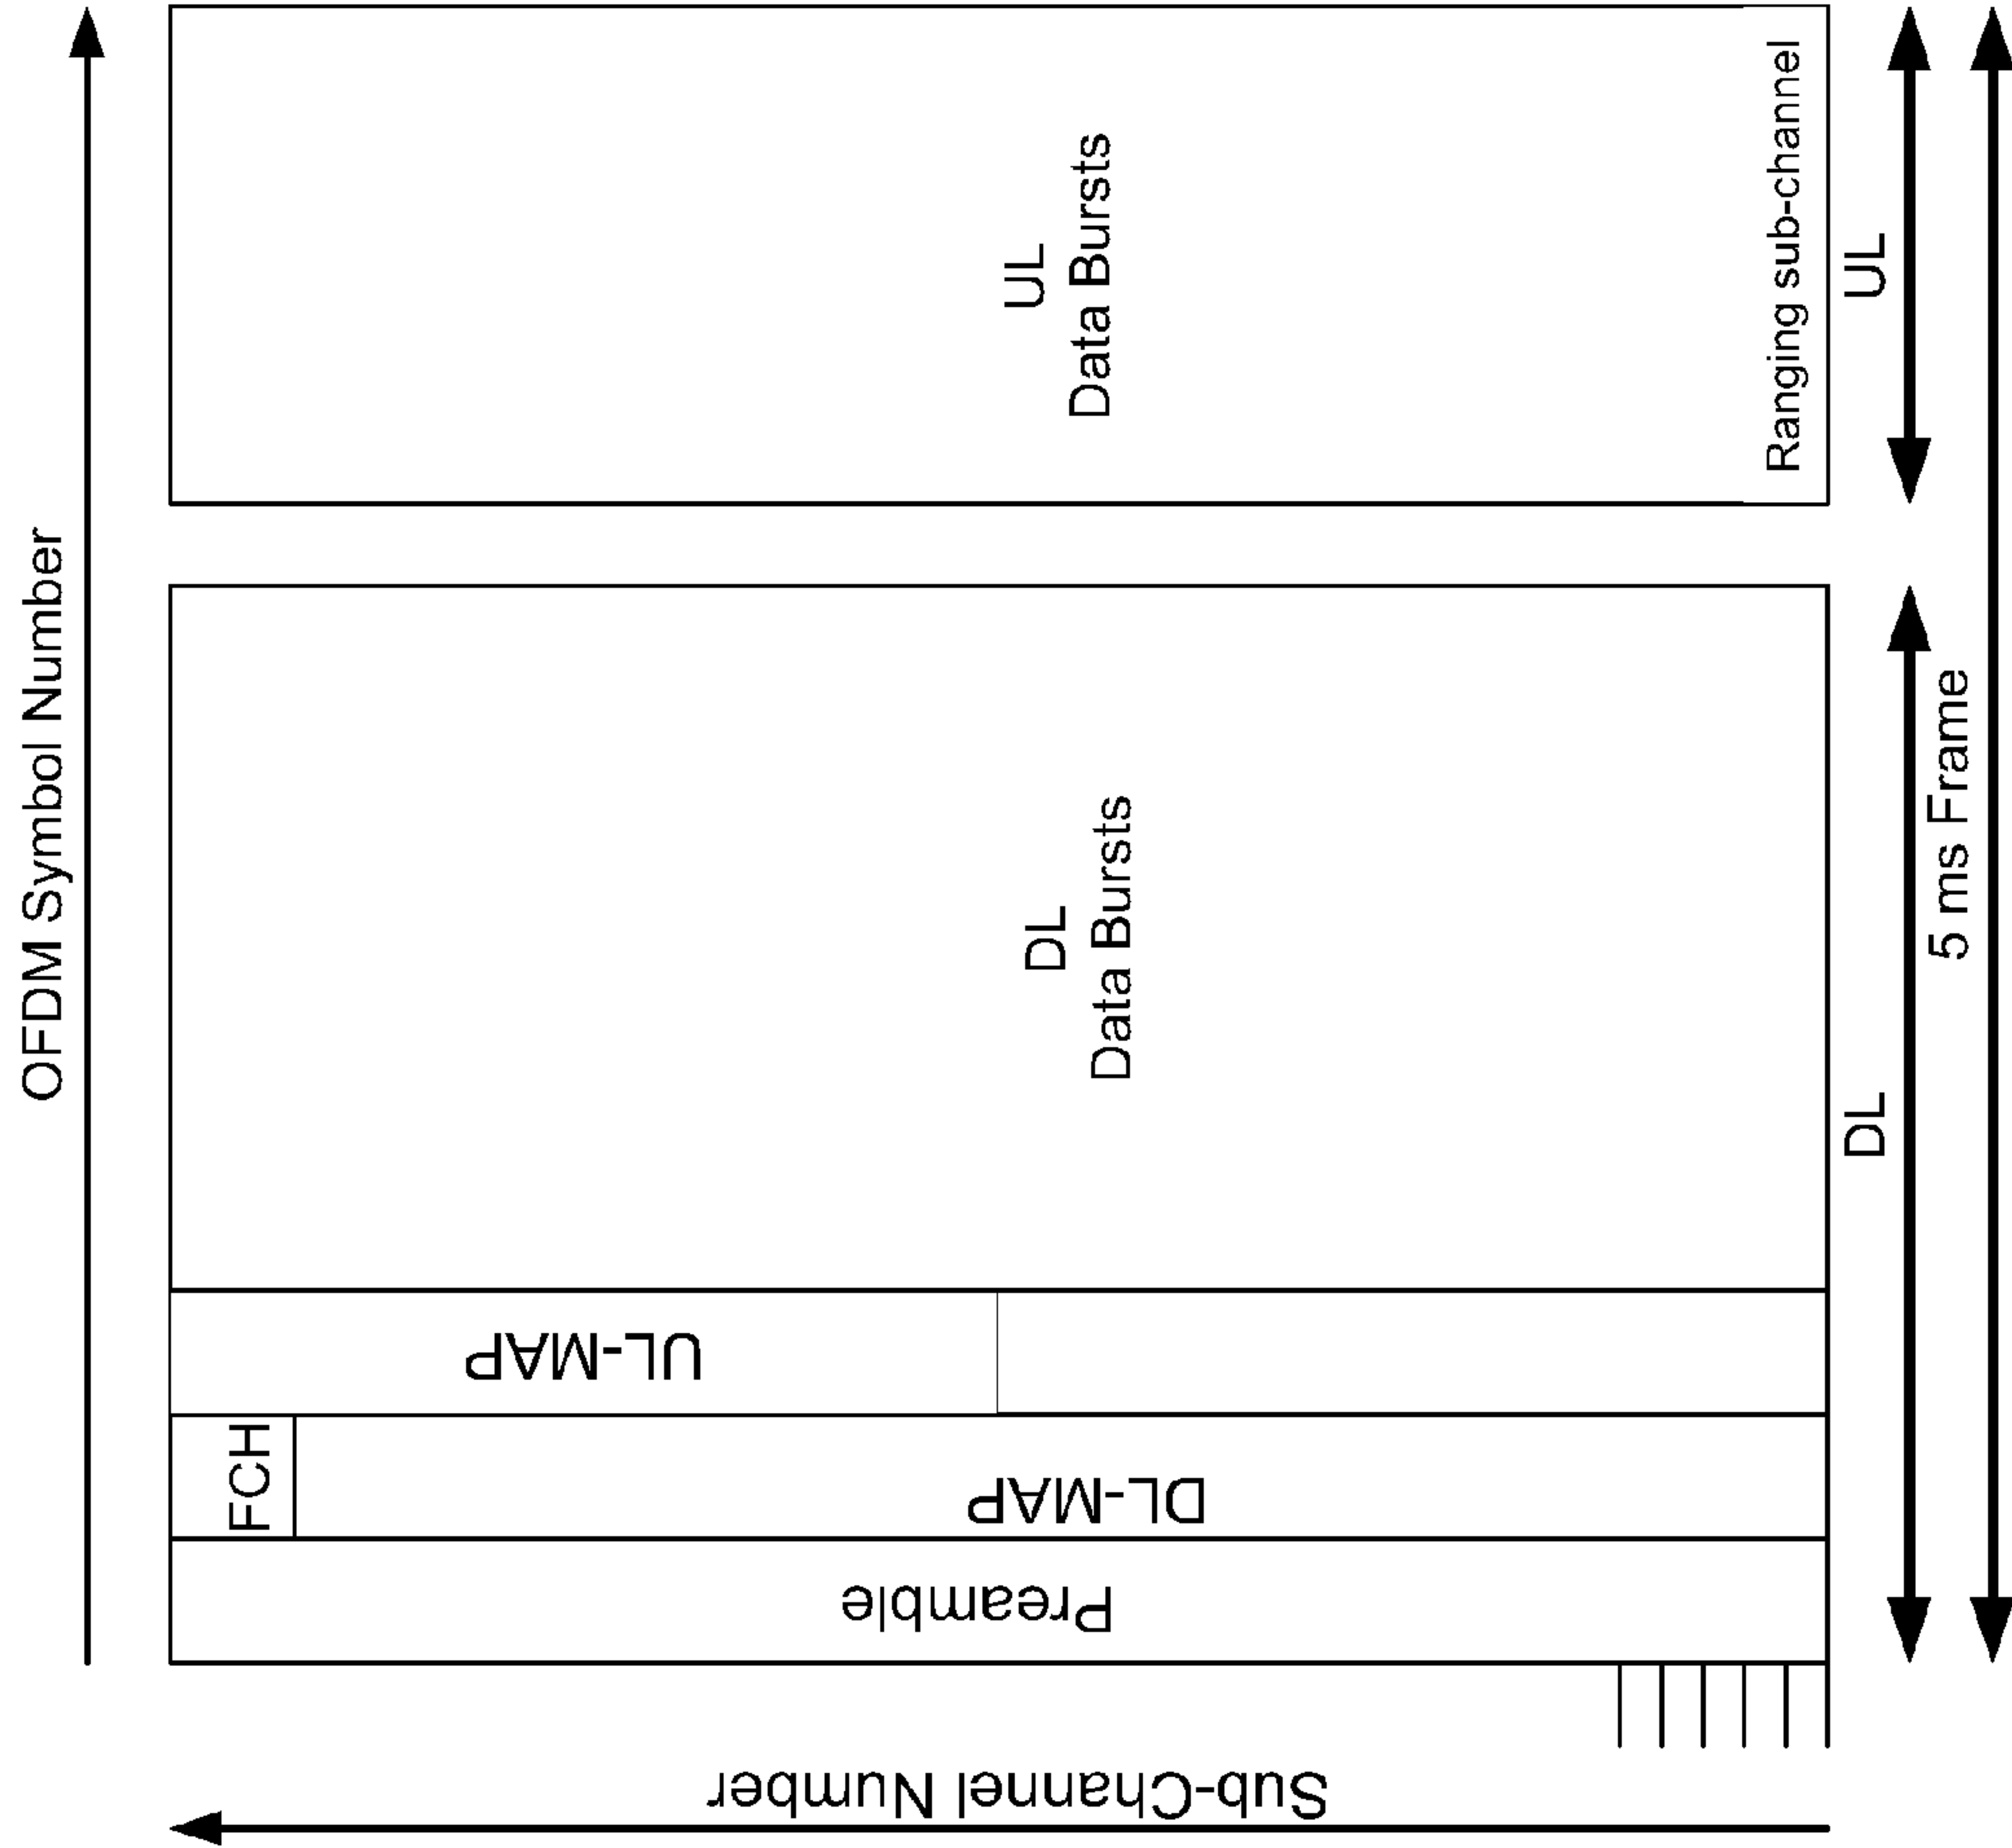 OFDM Symbol Number
Sub-Channel Number
Preamble
FCH
DL-MAP
UL-MAP
DL
Data Bursts
UL
Data Bursts
Ranging sub-channel
DL
UL
5 ms Frame